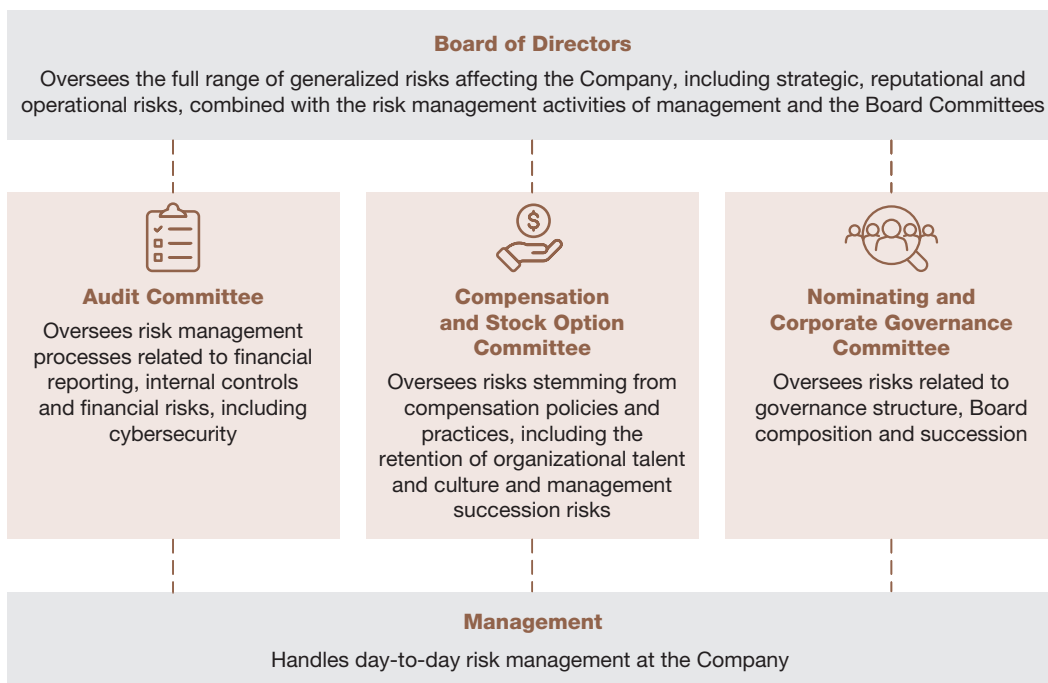 Board of Directors
Oversees the full range of generalized risks affecting the Company, including strategic, reputational and
operational risks, combined with the risk management activities of management and the Board Committees
Audit Committee
Oversees risk management
processes related to financial
reporting, internal controls
and financial risks, including
cybersecurity
$
Compensation
and Stock Option
Committee
Oversees risks stemming from
compensation policies and
practices, including the
retention of organizational talent
and culture and management
succession risks
Nominating and
Corporate Governance
Committee
Oversees risks related to
governance structure, Board
composition and succession
Management
Handles day-to-day risk management at the Company